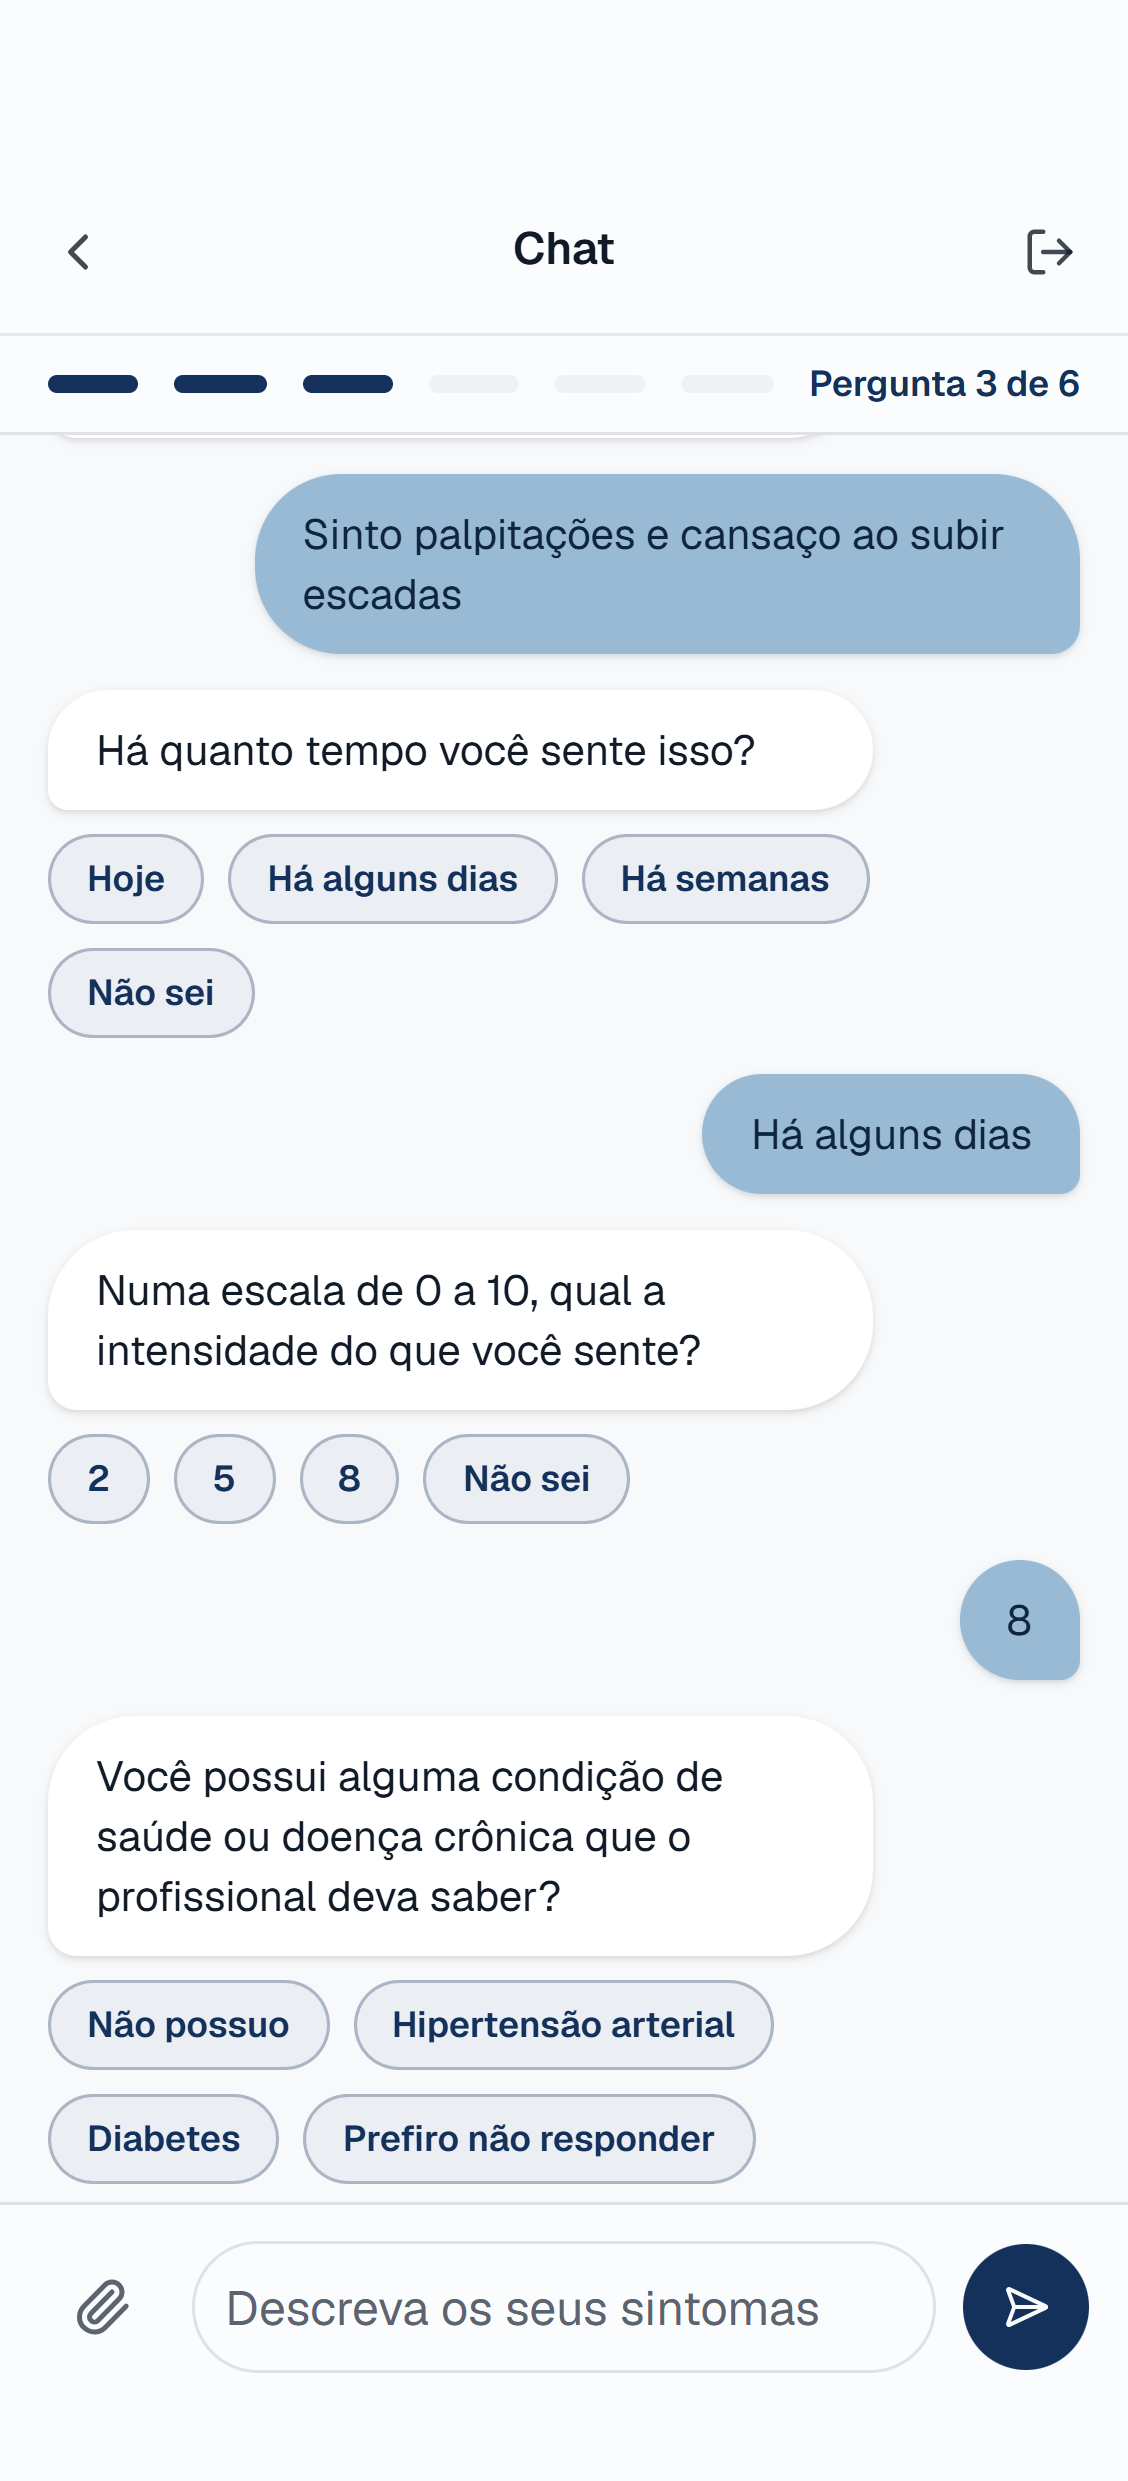 Chat
Pergunta 3 de 6
Sinto palpitações e cansaço ao subir
escadas
Há quanto tempo você sente isso?
Hoje
Há alguns dias
Há semanas
Não sei
Há alguns dias
Numa escala de 0 a 10, qual a
intensidade do que você sente?
2
5
8
Não sei
8
Você possui alguma condição de
saúde ou doença crônica que o
profissional deva saber?
Não possuo
Hipertensão arterial
Diabetes
Prefiro não responder
Descreva os seus sintomas